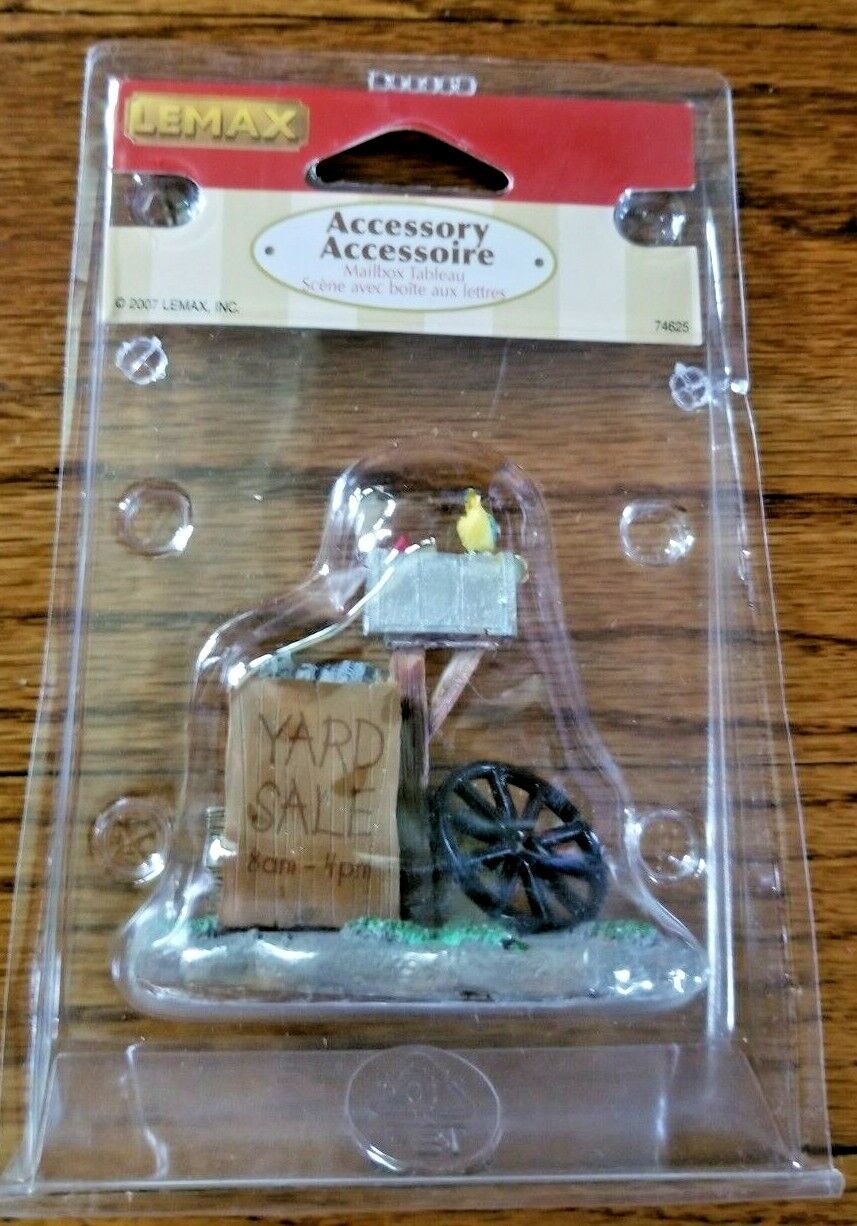 LEMAX
Accessory
Accessoire
Mailbox Tableau
Scène avec boîte aux lettres
© 2007 LEMAX, INC.
74625
YARD
SALE
8am - 4pm